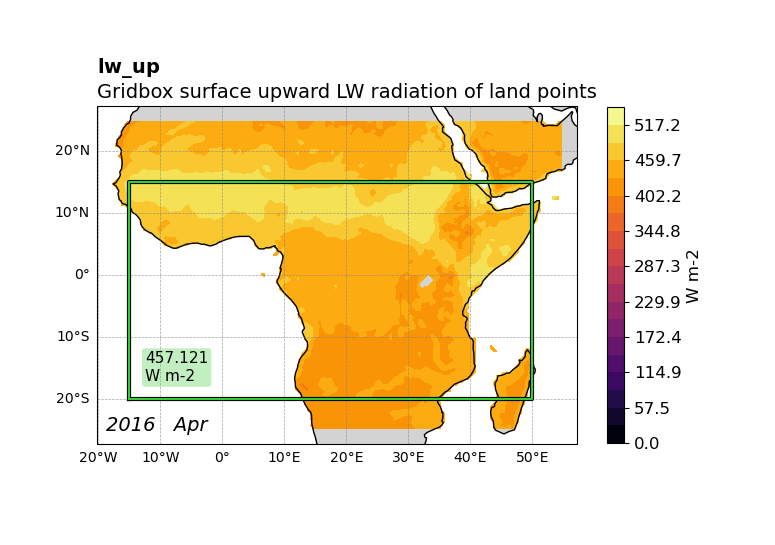 lw_up
Gridbox surface upward LW radiation of land points
20°N
10°N
0°
10°S
20°S
457.121
W m-2
2016 Apr
20°W 10°W 0° 10°E 20°E 30°E 40°E 50°E
517.2
459.7
402.2
344.8
287.3
229.9
172.4
114.9
57.5
0.0
W m-2